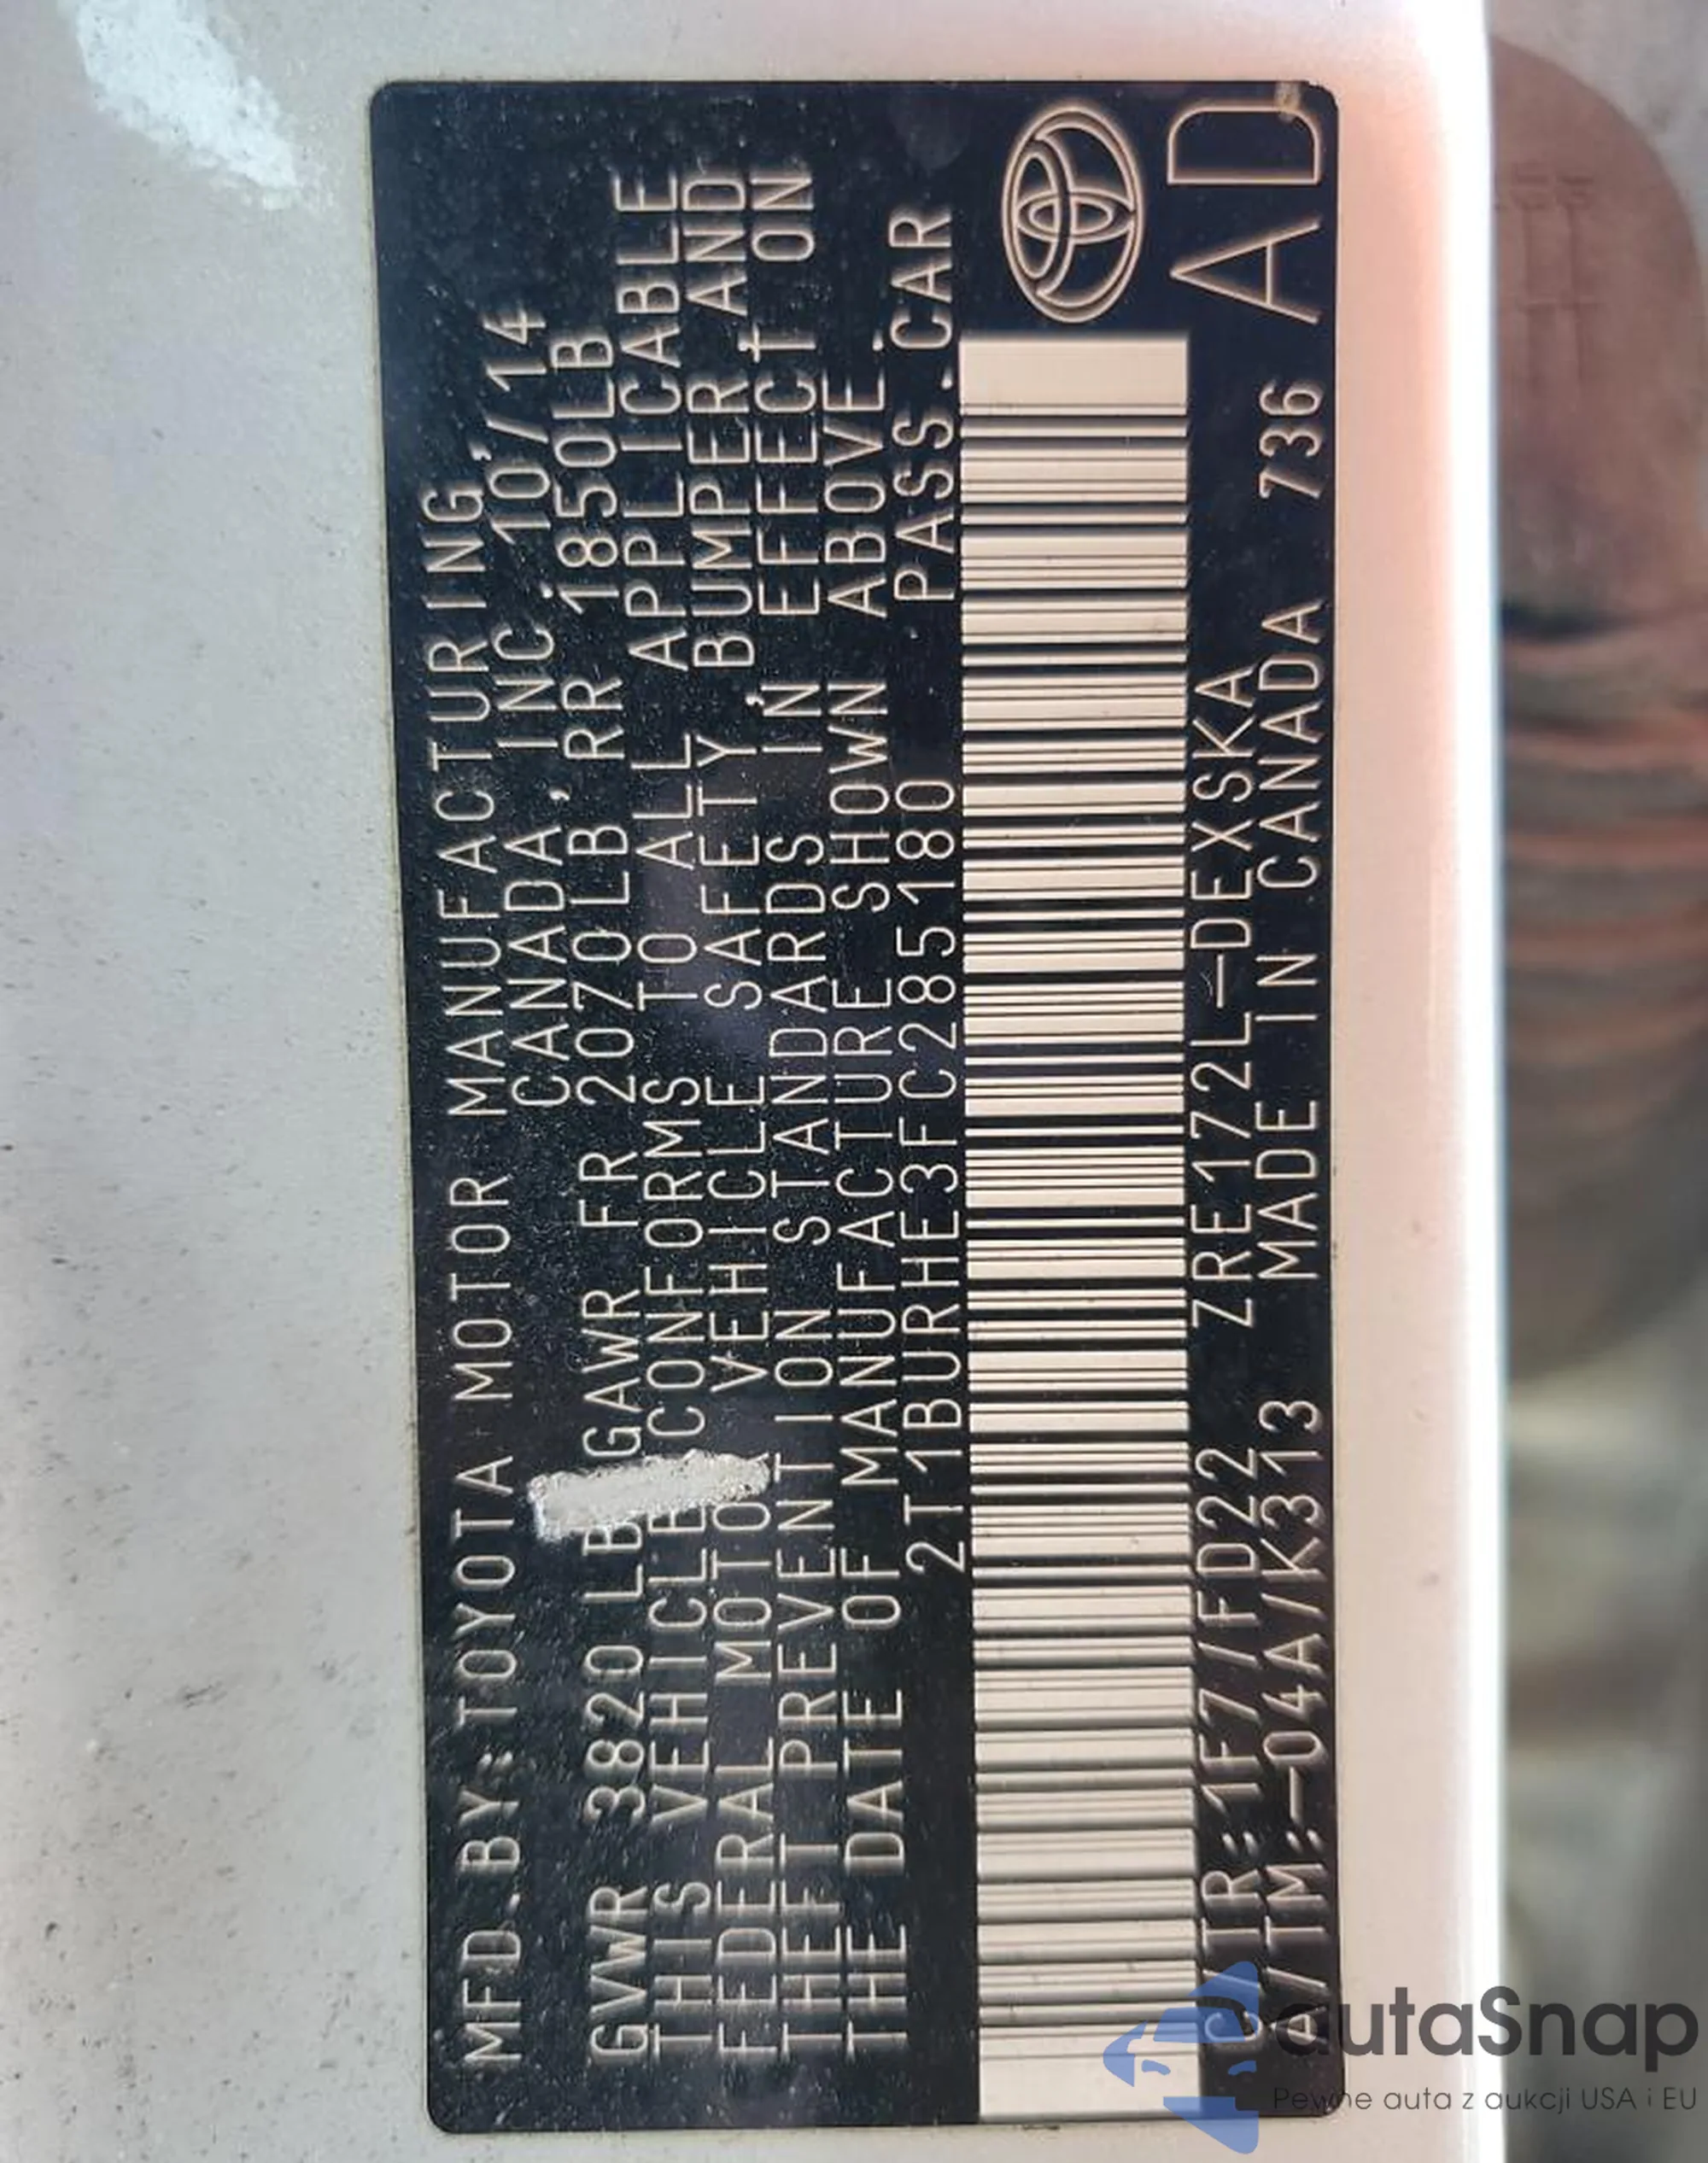 MFD.BY:TOYOTA MOTOR MANUFACTURING,
CANADA, INC. 10/14
GVWR 3820 LB GAWR FR 2070LB, RR 1850LB
THIS VEHICLE CONFORMS TO ALL APPLICABLE
FEDERAL MOTOR VEHICLE SAFETY, BUMPER, AND
THEFT PREVENTION STANDARDS IN EFFECT ON
THE DATE OF MANUFACTURE SHOWN ABOVE.
2T1BURHE3FC285180 PASS.CAR
C/TR:1F7/FD22 ZRE172L-DEXSKA
A/TM:-04A/K313 MADE IN CANADA 736
AD
autaSnap
Pewne auta z aukcji USA i EU